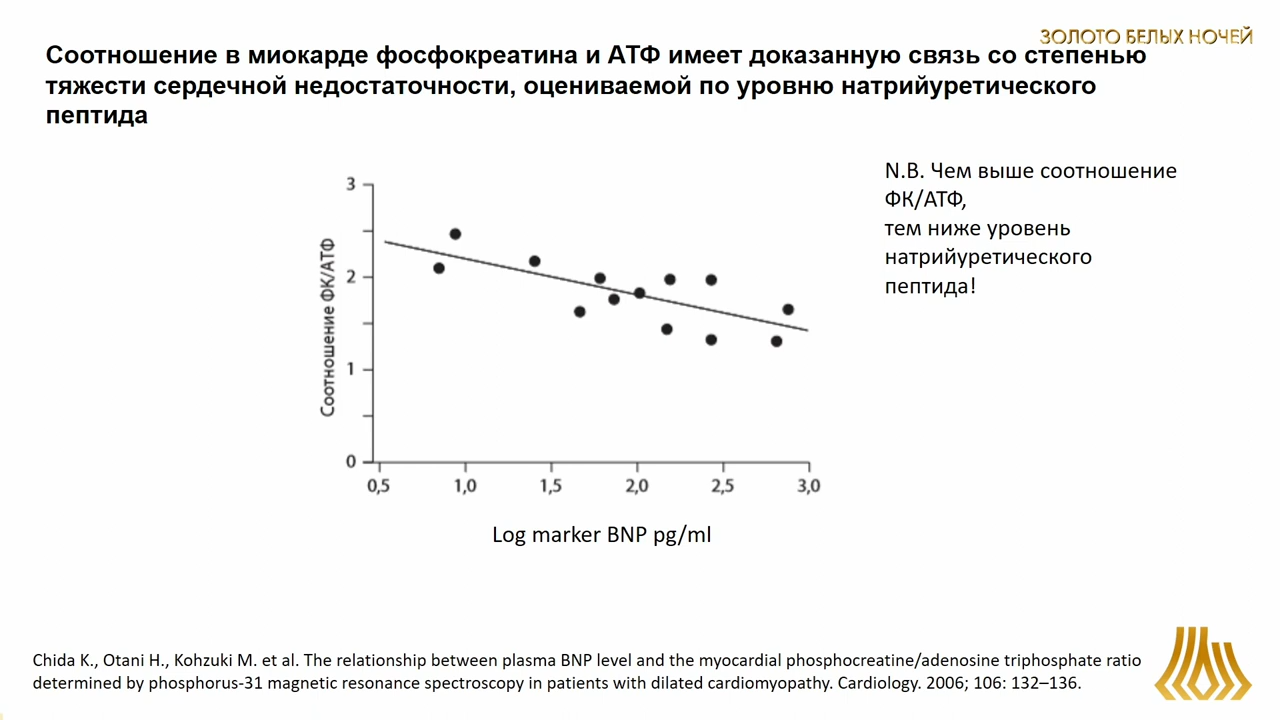 ЗОЛОТО БЕЛЫХ НОЧЕЙ
Соотношение в миокарде фосфокреатина и АТФ имеет доказанную связь со степенью
тяжести сердечной недостаточности, оцениваемой по уровню натрийуретического
пептида
N.B. Чем выше соотношение
ФК/АТФ,
тем ниже уровень
натрийуретического
пептида!
Соотношение ФК/АТФ
3
2
1
0
0,5 1,0 1,5 2,0 2,5 3,0
Log marker BNP pg/ml
Chida K., Otani H., Kohzuki M. et al. The relationship between plasma BNP level and the myocardial phosphocreatine/adenosine triphosphate ratio
determined by phosphorus-31 magnetic resonance spectroscopy in patients with dilated cardiomyopathy. Cardiology. 2006; 106: 132–136.